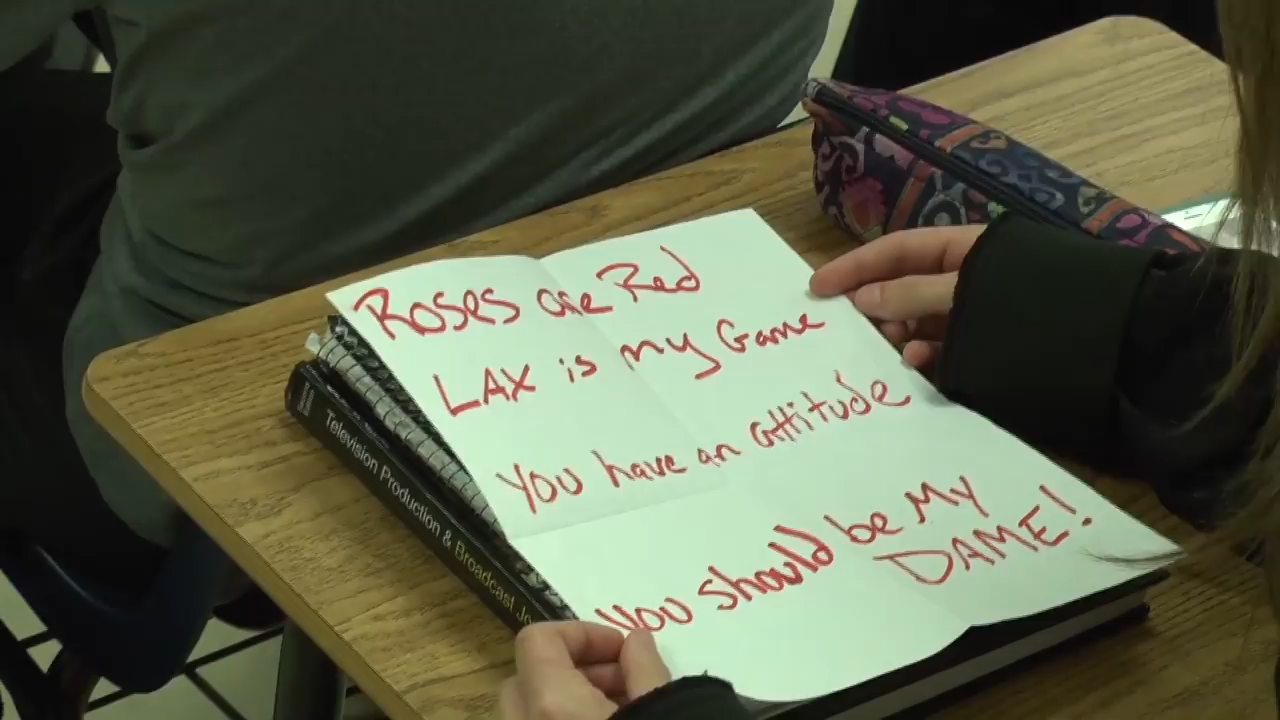 Roses are Red
LAX is my Game
You have an attitude
You should be My
DAME!
Television Production & Broadcast Jo